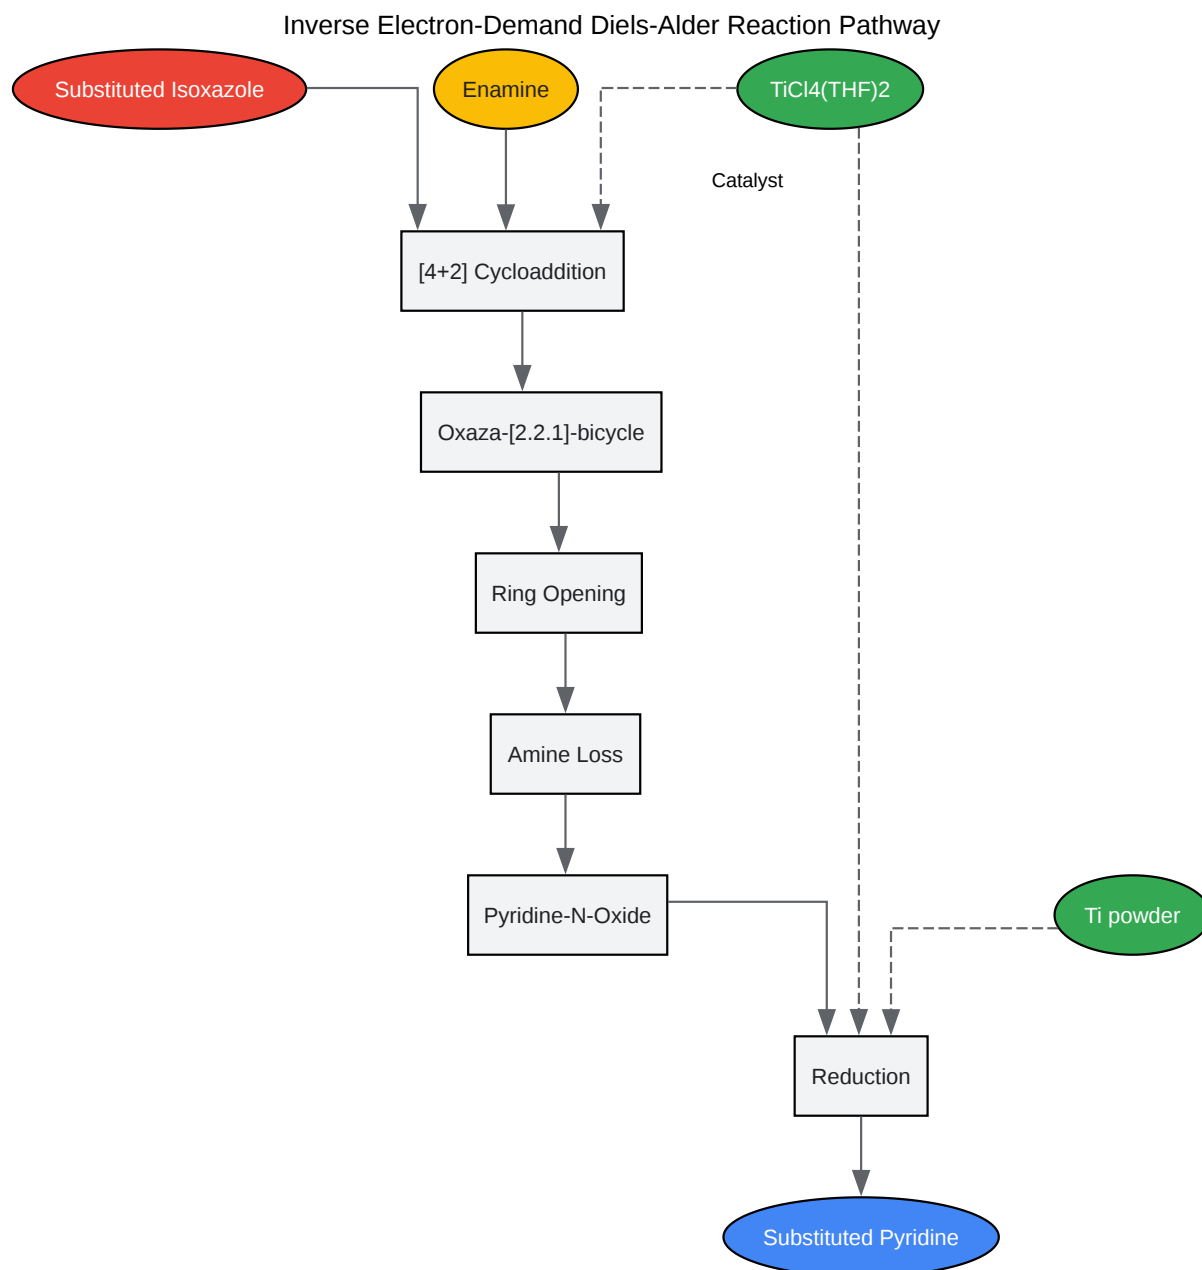 Inverse Electron-Demand Diels-Alder Reaction Pathway
Substituted Isoxazole
Enamine
TiCl4(THF)2
Catalyst
[4+2] Cycloaddition
Oxaza-[2.2.1]-bicycle
Ring Opening
Amine Loss
Pyridine-N-Oxide
Ti powder
Reduction
Substituted Pyridine